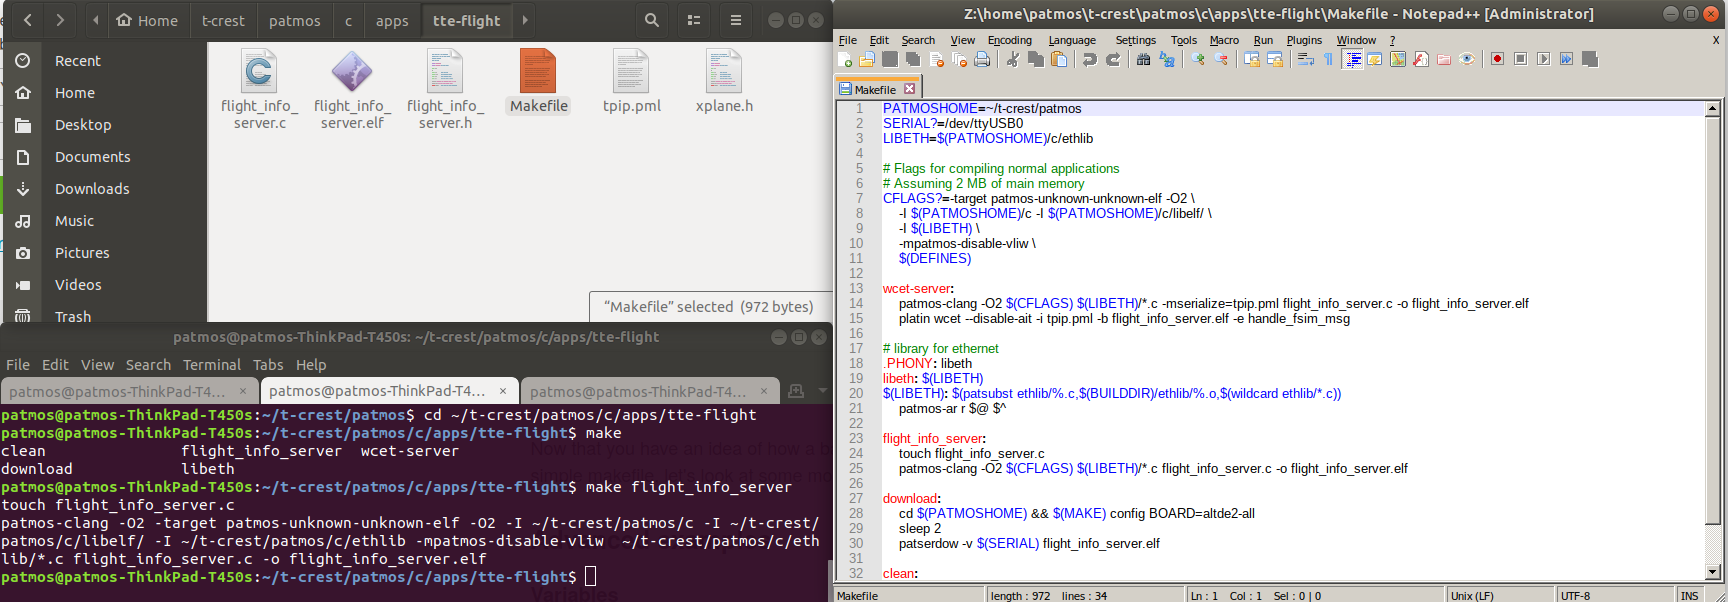 Home
t-crest
patmos
c
apps
tte-flight
Recent
Home
Desktop
Documents
Downloads
Music
Pictures
Videos
Trash
flight_info_
server.c
flight_info_
server.elf
flight_info_
server.h
Makefile
tpip.pml
xplane.h
“Makefile” selected (972 bytes)
patmos@patmos-ThinkPad-T450s: ~/t-crest/patmos/c/apps/tte-flight
File Edit View Search Terminal Tabs Help
patmos@patmos-ThinkPad-T4...
patmos@patmos-ThinkPad-T4...
patmos@patmos-ThinkPad-T4...
patmos@patmos-ThinkPad-T450s:~/t-crest/patmos$ cd ~/t-crest/patmos/c/apps/tte-flight
patmos@patmos-ThinkPad-T450s:~/t-crest/patmos/c/apps/tte-flight$ make
clean flight_info_server wcet-server
download libeth
patmos@patmos-ThinkPad-T450s:~/t-crest/patmos/c/apps/tte-flight$ make flight_info_server
touch flight_info_server.c
patmos-clang -O2 -target patmos-unknown-unknown-elf -O2 -I ~/t-crest/patmos/c -I ~/t-crest/
patmos/c/libelf/ -I ~/t-crest/patmos/c/ethlib -mpatmos-disable-vliw ~/t-crest/patmos/c/eth
lib/*.c flight_info_server.c -o flight_info_server.elf
patmos@patmos-ThinkPad-T450s:~/t-crest/patmos/c/apps/tte-flight$
Variables
Z:\home\patmos\t-crest\patmos\c\apps\tte-flight\Makefile - Notepad++ [Administrator]
File Edit Search View Encoding Language Settings Tools Macro Run Plugins Window ? X
Makefile
1 PATMOSHOME=~/t-crest/patmos
2 SERIAL?=/dev/ttyUSB0
3 LIBETH=$(PATMOSHOME)/c/ethlib
4
5 # Flags for compiling normal applications
6 # Assuming 2 MB of main memory
7 CFLAGS?=-target patmos-unknown-unknown-elf -O2 \
8 -I $(PATMOSHOME)/c -I $(PATMOSHOME)/c/libelf/ \
9 -I $(LIBETH) \
10 -mpatmos-disable-vliw \
11 $(DEFINES)
12
13 wcet-server:
14 patmos-clang -O2 $(CFLAGS) $(LIBETH)/*.c -mserialize=tpip.pml flight_info_server.c -o flight_info_server.elf
15 platin wcet --disable-ait -i tpip.pml -b flight_info_server.elf -e handle_fsim_msg
16
17 # library for ethernet
18 .PHONY: libeth
19 libeth: $(LIBETH)
20 $(LIBETH): $(patsubst ethlib/%.c,$(BUILDDIR)/ethlib/%.o,$(wildcard ethlib/*.c))
21 patmos-ar r $@ $^
22
23 flight_info_server:
24 touch flight_info_server.c
25 patmos-clang -O2 $(CFLAGS) $(LIBETH)/*.c flight_info_server.c -o flight_info_server.elf
26
27 download:
28 cd $(PATMOSHOME) && $(MAKE) config BOARD=altde2-all
29 sleep 2
30 patserdow -v $(SERIAL) flight_info_server.elf
31
32 clean:
Makefile length : 972 lines : 34 Ln : 1 Col : 1 Sel : 0 | 0 Unix (LF) UTF-8 INS